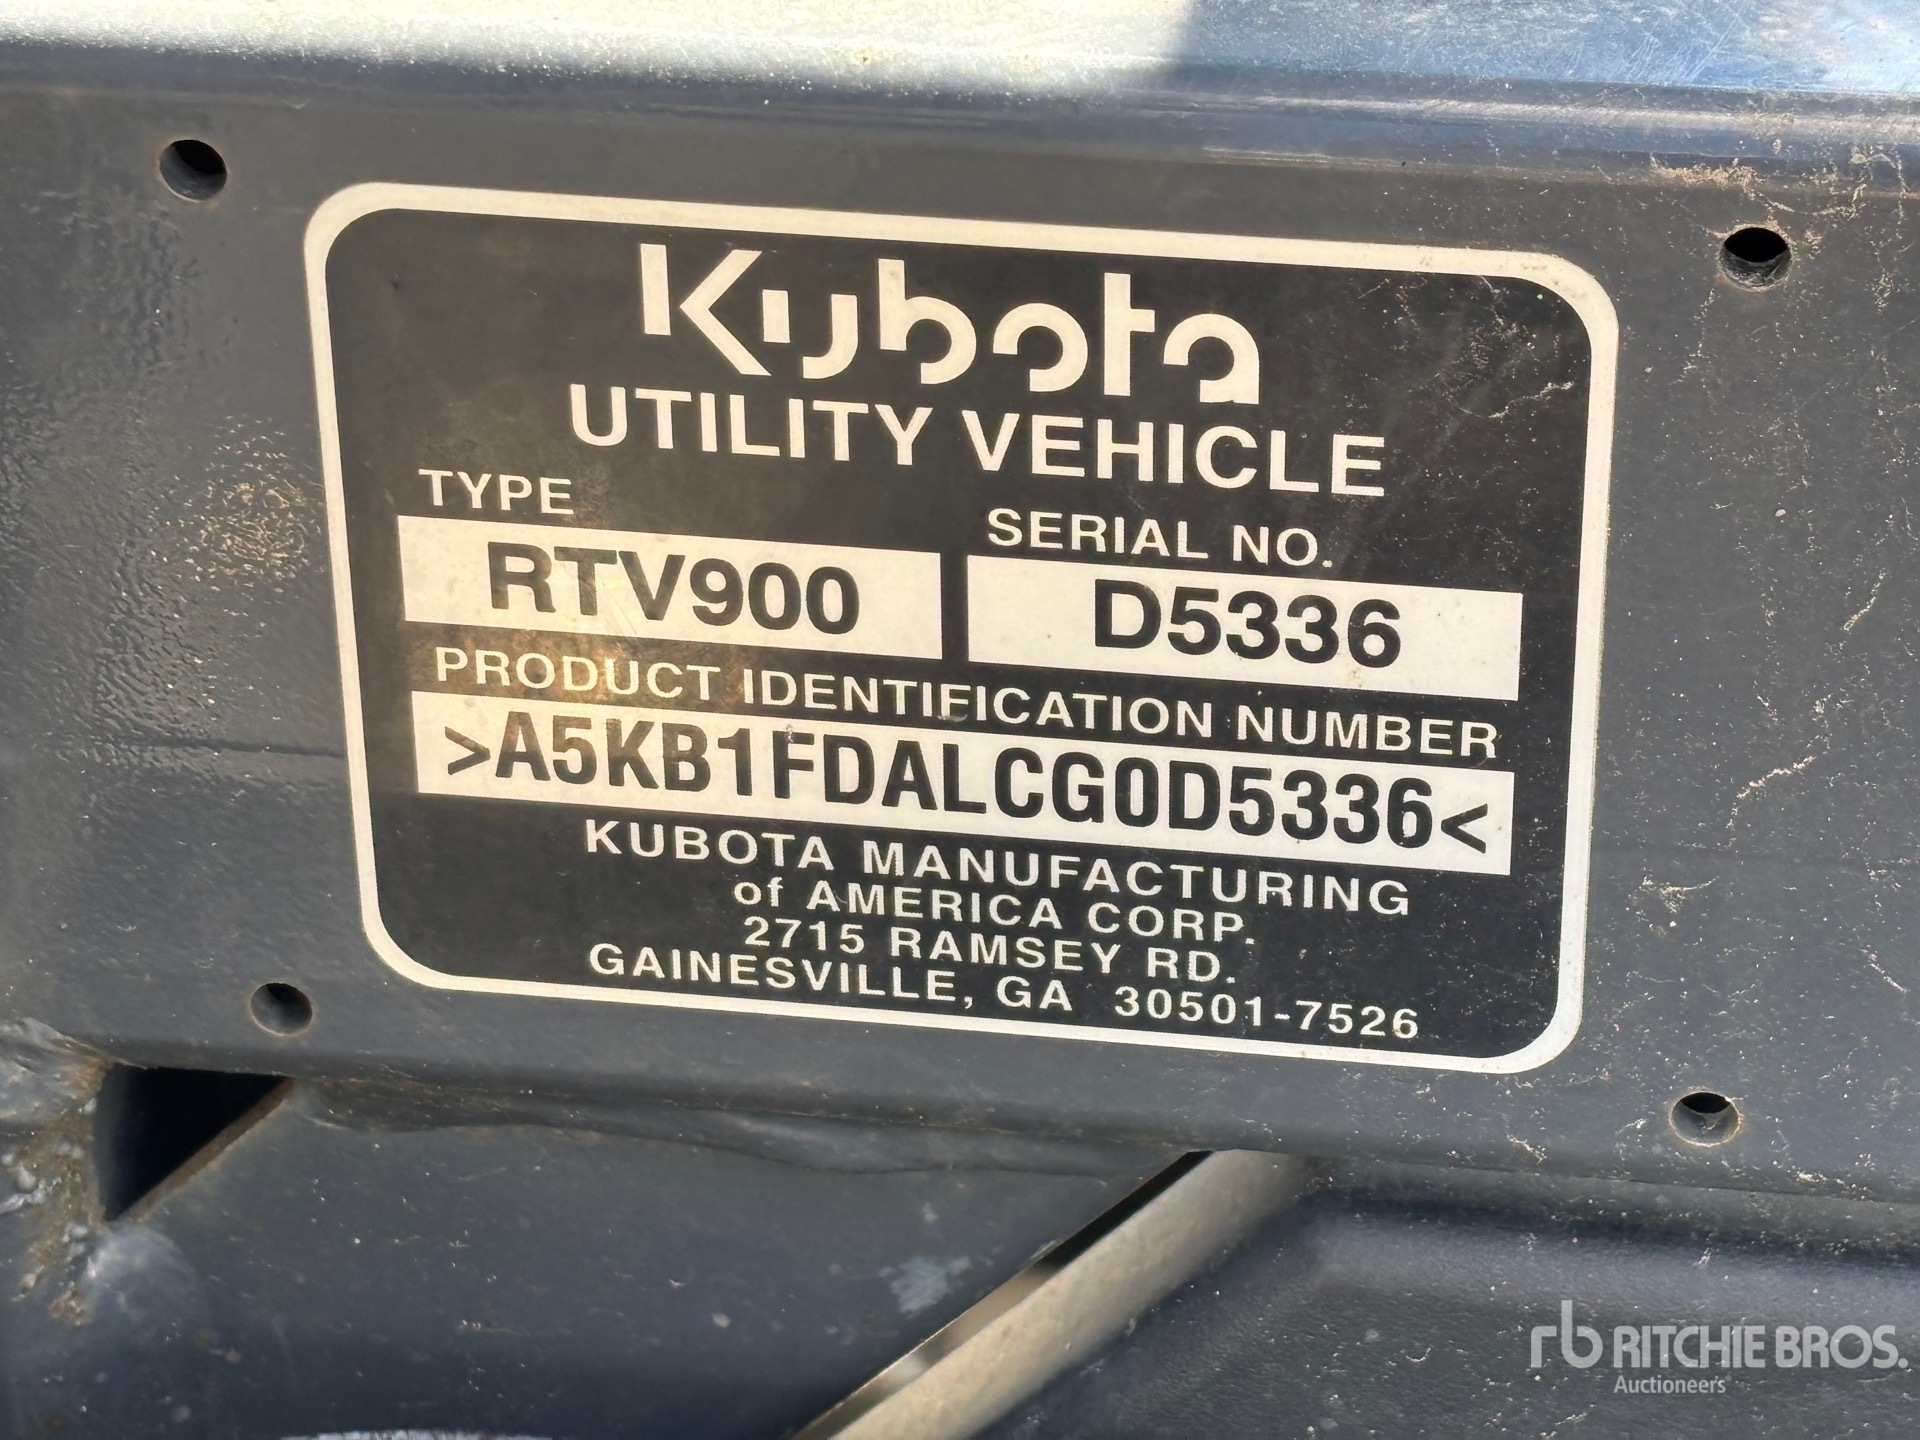 Kubota
UTILITY VEHICLE
TYPE
SERIAL NO.
RTV900
D5336
PRODUCT IDENTIFICATION NUMBER
>A5KB1FDALCG0D5336<
KUBOTA MANUFACTURING
of AMERICA CORP.
2715 RAMSEY RD.
GAINESVILLE, GA 30501-7526
rb RITCHIE BROS.
Auctioneers